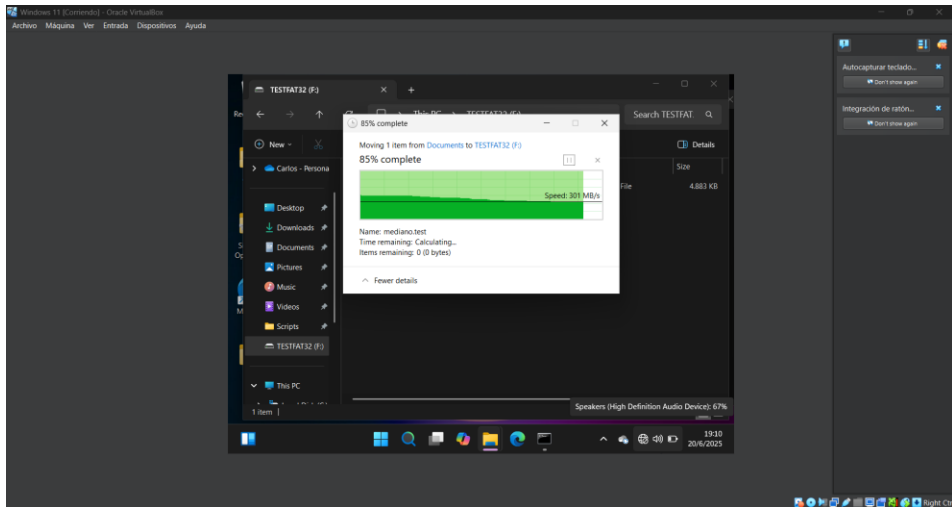 Windows 11 [Corriendo] - Oracle VirtualBox
Archivo Máquina Ver Entrada Dispositivos Ayuda
Autocapturar teclado...
Don't show again
Integración de ratón...
Don't show again
TESTFAT32 (F:)
This PC > TESTFAT32 (F:)
Search TESTFAT
New
Details
Carlos - Persona
Size
File 4.883 KB
Desktop
Downloads
Documents
Pictures
Music
Videos
Scripts
TESTFAT32 (F:)
This PC
1 item
85% complete
Moving 1 item from Documents to TESTFAT32 (F:)
85% complete
Speed: 301 MB/s
Name: mediano.test
Time remaining: Calculating...
Items remaining: 0 (0 bytes)
Fewer details
Speakers (High Definition Audio Device): 67%
19:10
20/6/2025
Right Ctr